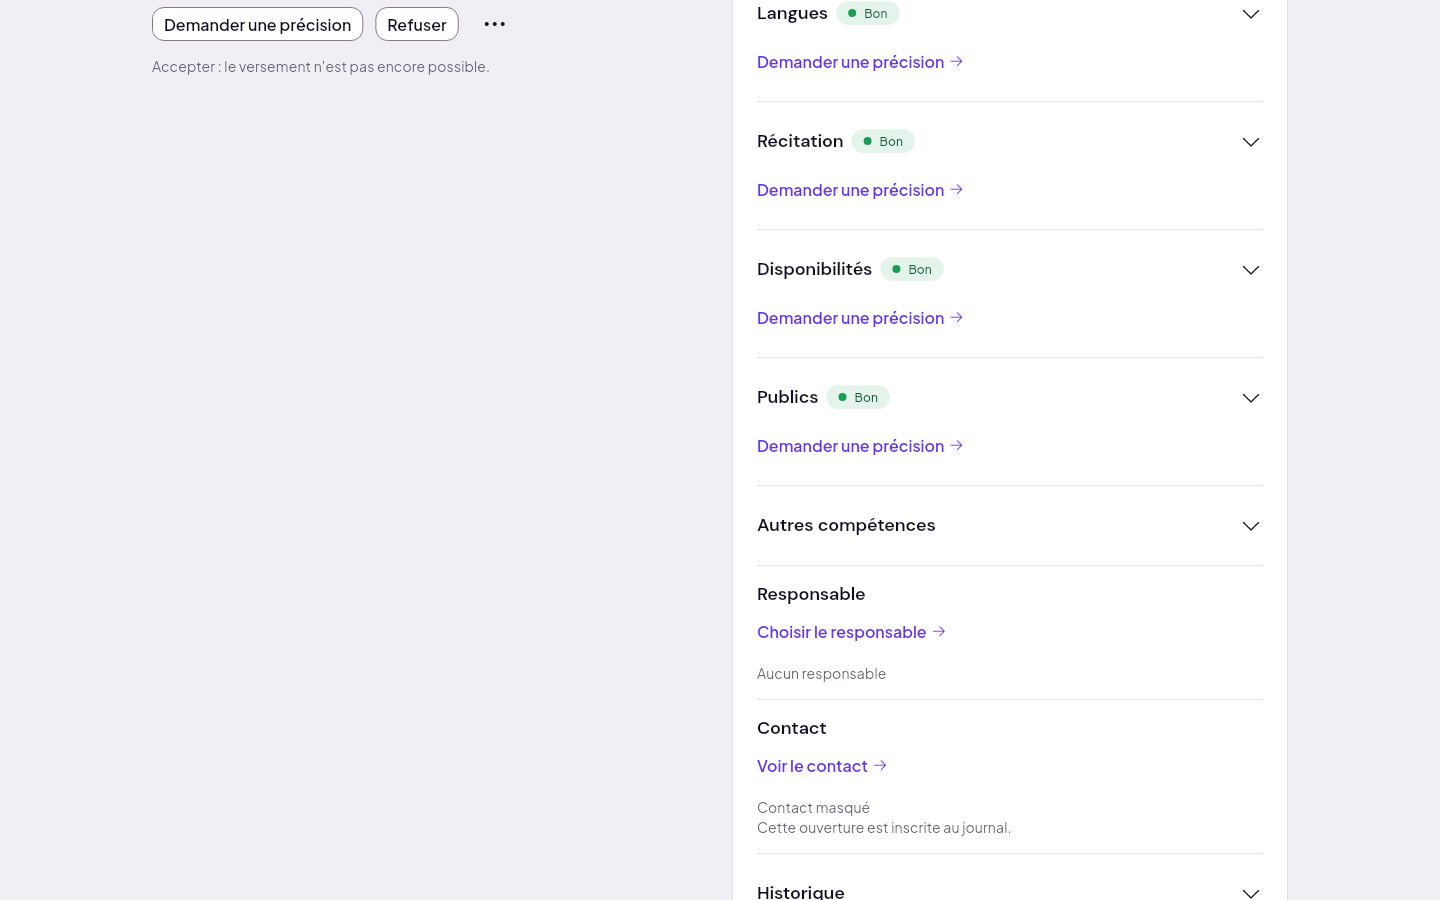 Demander une précision
Refuser
Accepter : le versement n'est pas encore possible.
Langues
Bon
Demander une précision
Récitation
Bon
Demander une précision
Disponibilités
Bon
Demander une précision
Publics
Bon
Demander une précision
Autres compétences
Responsable
Choisir le responsable
Aucun responsable
Contact
Voir le contact
Contact masqué
Cette ouverture est inscrite au journal.
Historique